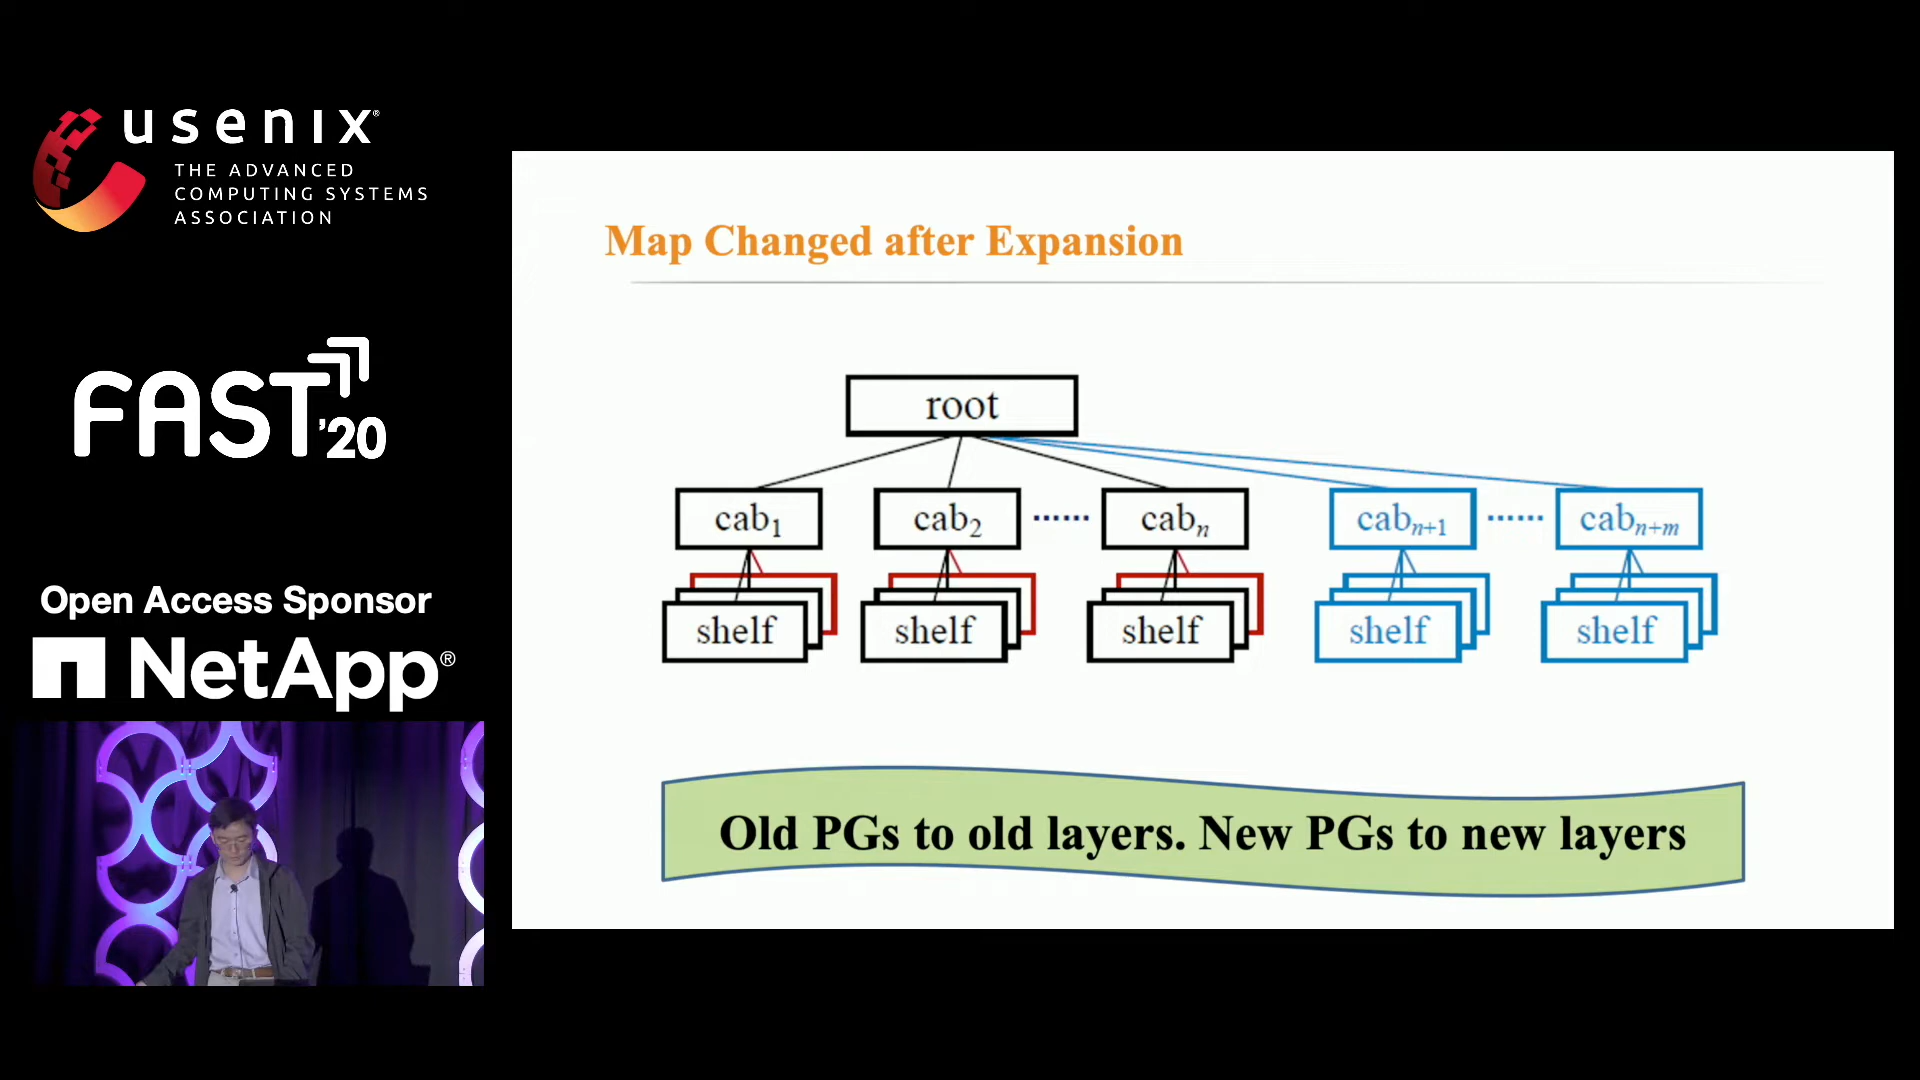 usenix®
THE ADVANCED
COMPUTING SYSTEMS
ASSOCIATION
FAST '20
Open Access Sponsor
NetApp®
Map Changed after Expansion
root
cab1 cab2 ...... cabn cabn+1 ...... cabn+m
shelf shelf shelf shelf shelf
Old PGs to old layers. New PGs to new layers